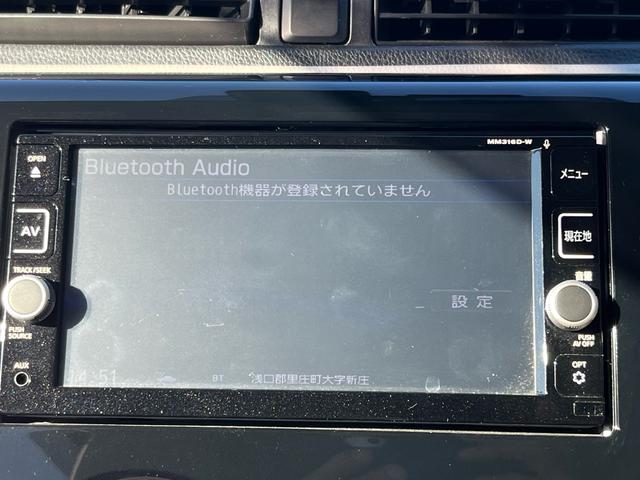 MM316D-W
OPEN
Bluetooth Audio
メニュー
Bluetooth機器が登録されていません
AV
現在地
TRACK/SEEK
音量
設定
PUSH
SOURCE
PUSH
AV OFF
AUX
14:51
BT
浅口郡里庄町大字新庄
OPT